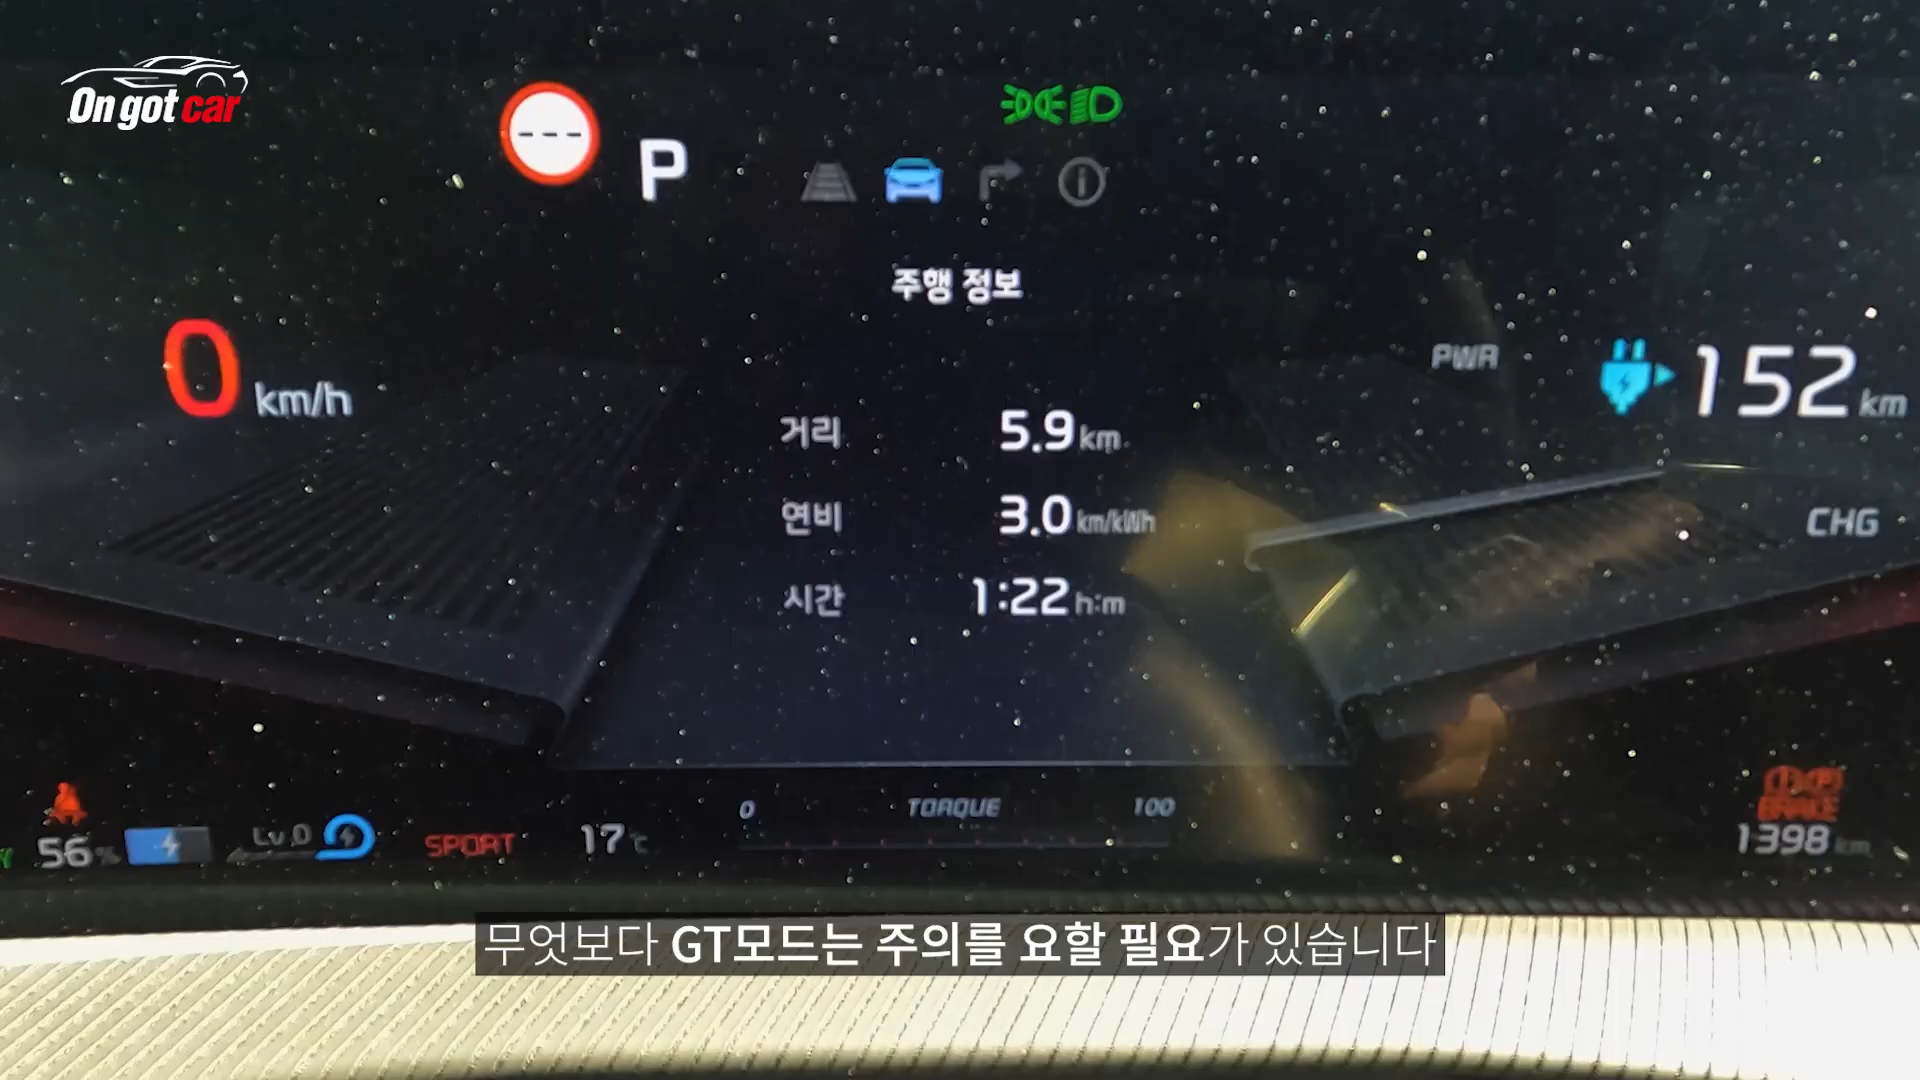 On got car
---
P
주행 정보
0 km/h
PWR
152 km
거리 5.9 km
연비 3.0 km/kWh
CHG
시간 1:22 h:m
0 TORQUE 100
56 %
Lv.0
SPORT
17 °C
BRAKE
1398 km
무엇보다 GT모드는 주의를 요할 필요가 있습니다